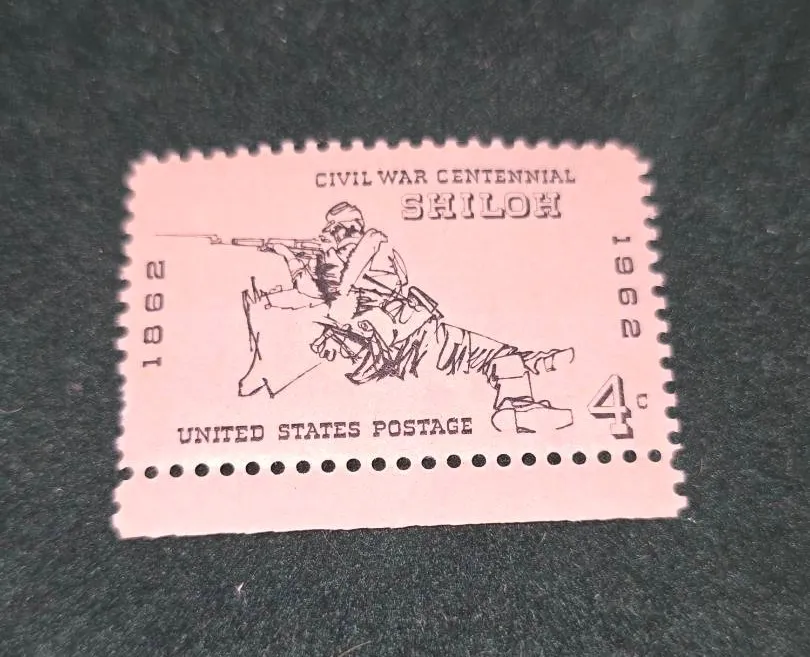 CIVIL WAR CENTENNIAL
SHILOH
1862
1962
4c
UNITED STATES POSTAGE